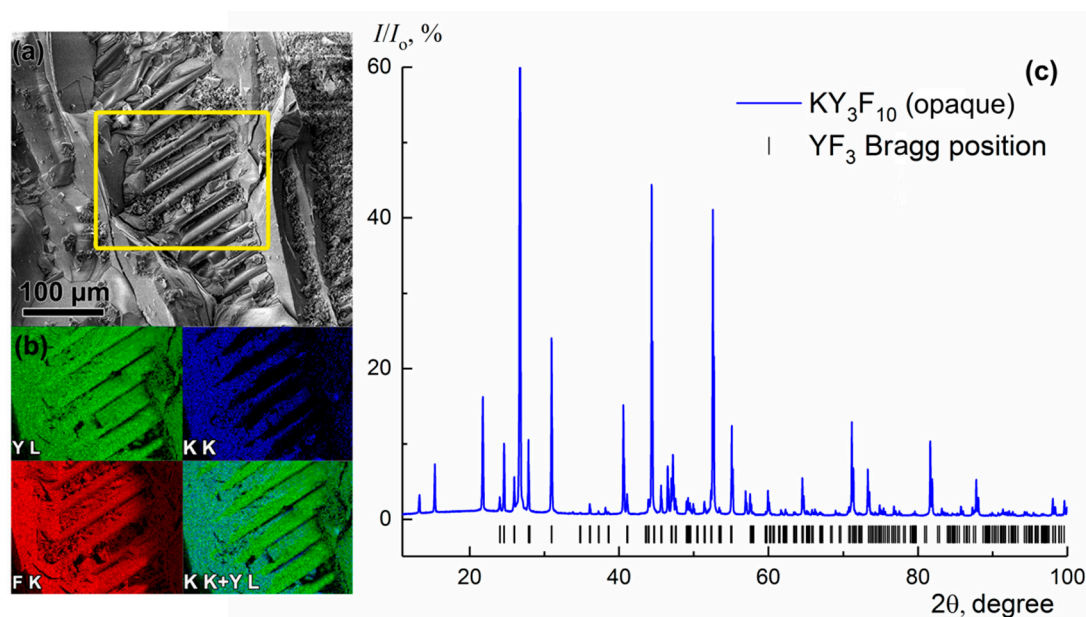 (a)
100 µm
(b)
Y L
K K
F K
K K+Y L
I/Iₒ, %
(c)
KY₃F₁₀ (opaque)
YF₃ Bragg position
60
40
20
0
20 40 60 80 100
2θ, degree